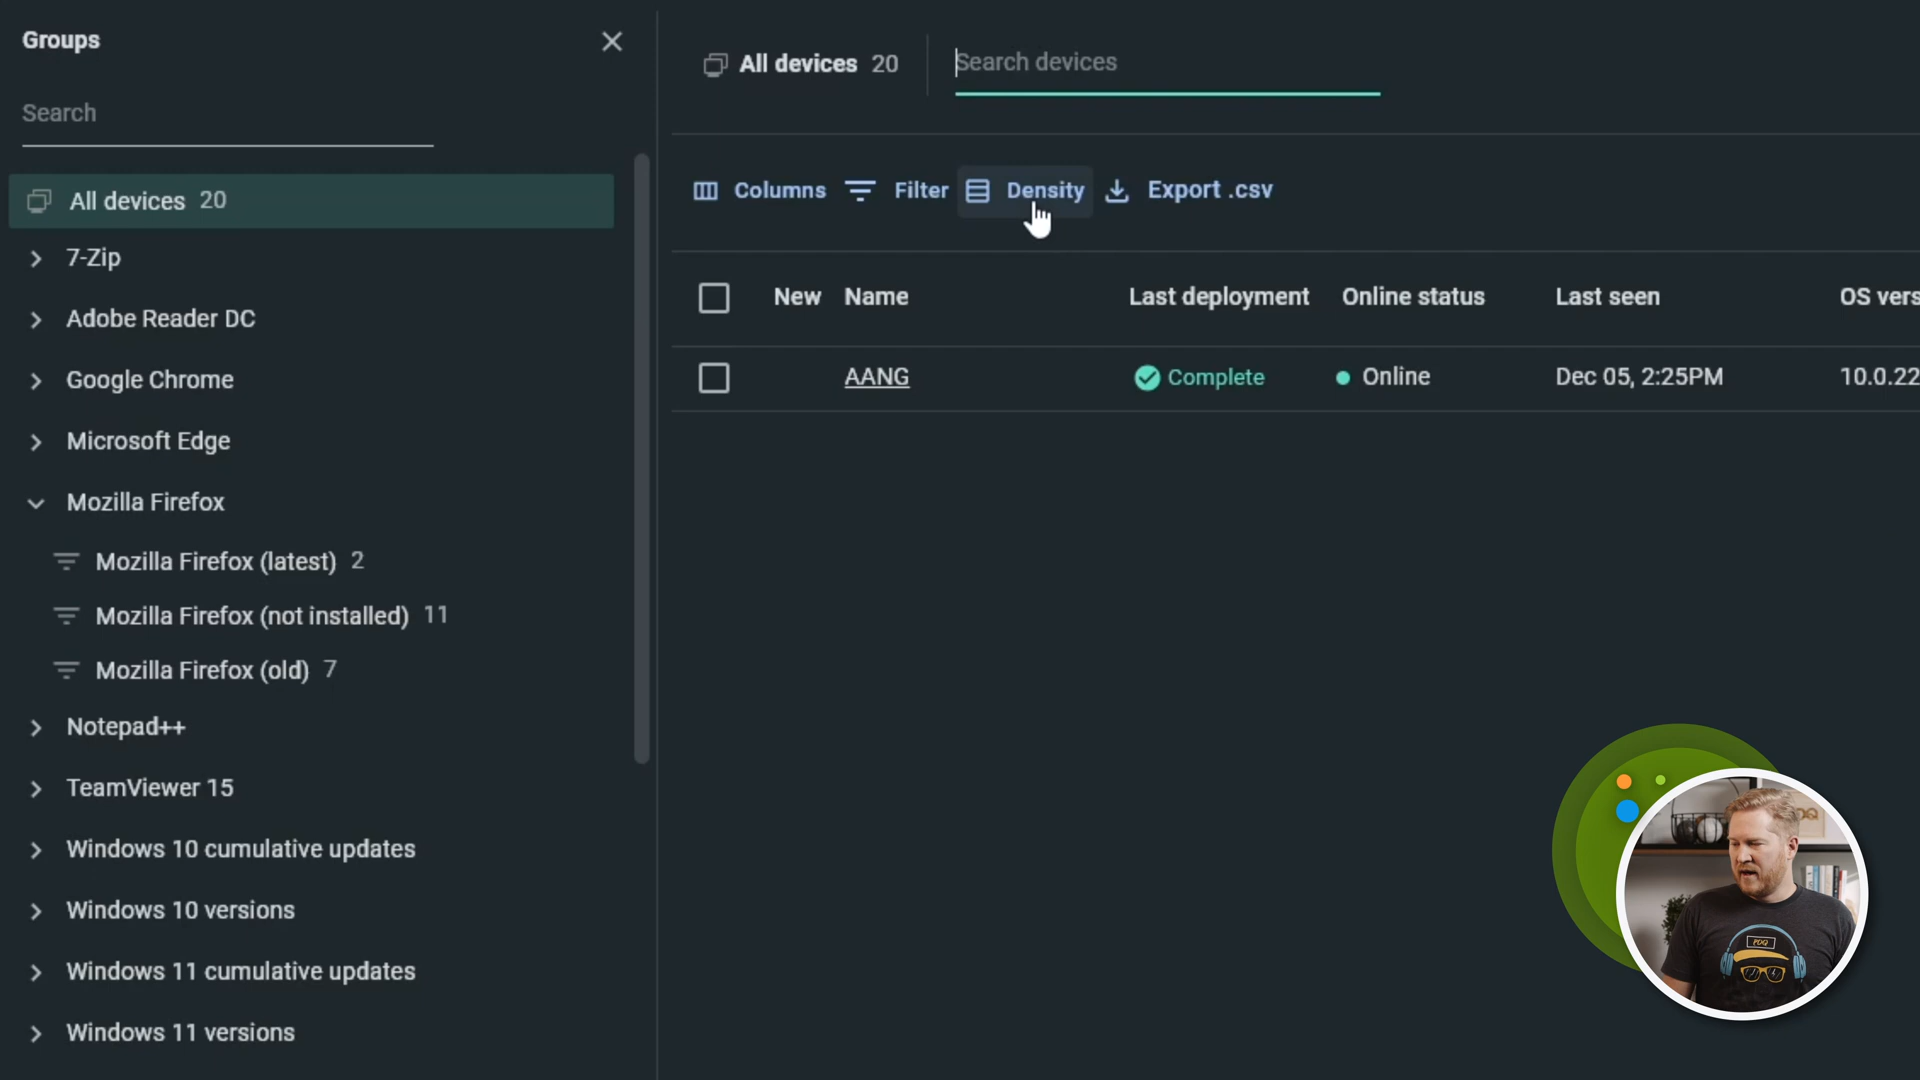 Groups
Search
All devices 20
7-Zip
Adobe Reader DC
Google Chrome
Microsoft Edge
Mozilla Firefox
Mozilla Firefox (latest) 2
Mozilla Firefox (not installed) 11
Mozilla Firefox (old) 7
Notepad++
TeamViewer 15
Windows 10 cumulative updates
Windows 10 versions
Windows 11 cumulative updates
Windows 11 versions
All devices 20
Search devices
Columns Filter Density Export .csv
New Name Last deployment Online status Last seen OS vers
AANG Complete Online Dec 05, 2:25PM 10.0.22
PDQ